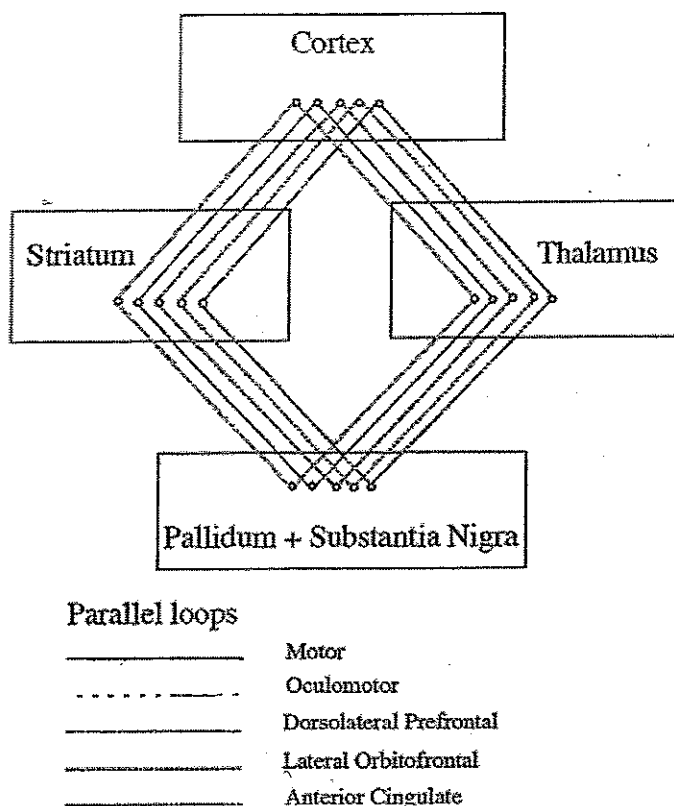 Cortex
Striatum
Thalamus
Pallidum + Substantia Nigra
Parallel loops
Motor
Oculomotor
Dorsolateral Prefrontal
Lateral Orbitofrontal
Anterior Cingulate